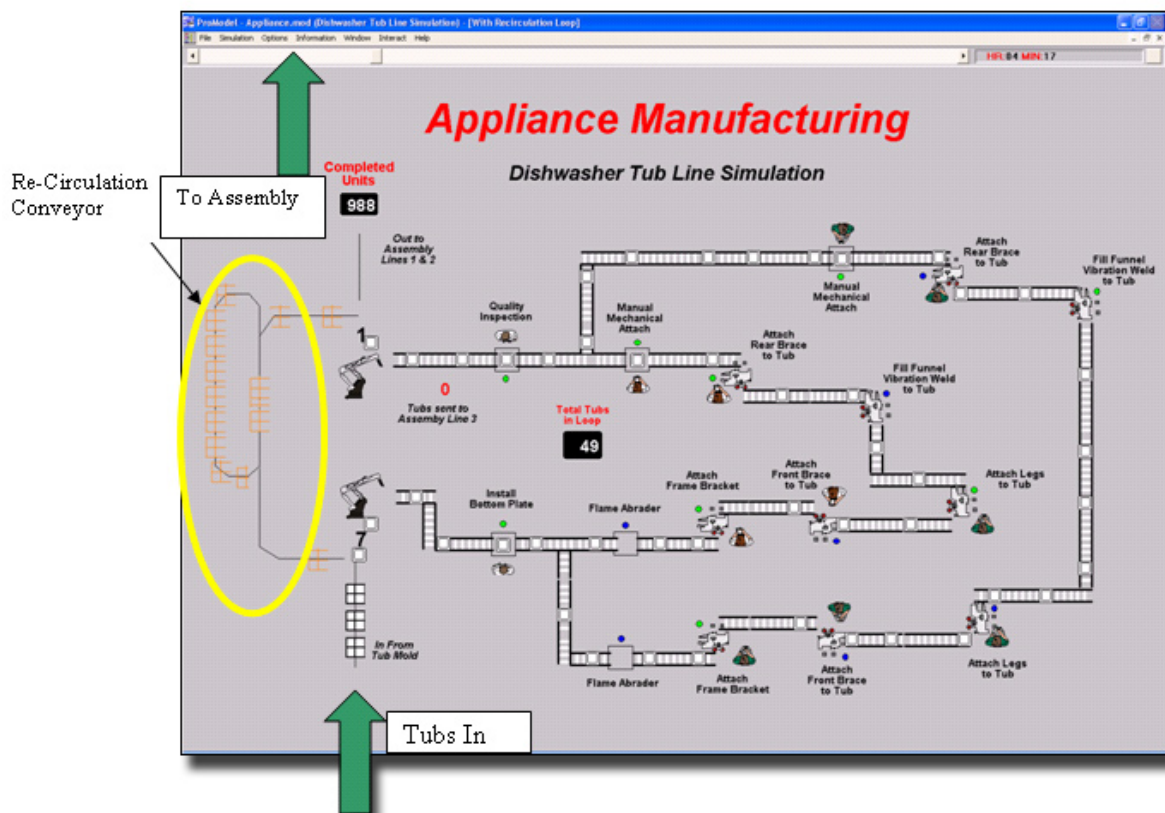 ProModel - Appliance.mod (Dishwasher Tub Line Simulation) - [With Recirculation Loop]
File Simulation Options Information Window Interact Help
HR:04 MIN:17
Appliance Manufacturing
Dishwasher Tub Line Simulation
Re-Circulation
Conveyor
To Assembly
Completed
Units
988
Out to
Assembly
Lines 1 & 2
Quality
Inspection
Manual
Mechanical
Attach
Manual
Mechanical
Attach
Attach
Rear Brace
to Tub
Fill Funnel
Vibration Weld
to Tub
1
Attach
Rear Brace
to Tub
Fill Funnel
Vibration Weld
to Tub
0
Tubs sent to
Assemby Line 3
Total Tubs
in Loop
49
Install
Bottom Plate
Flame Abrader
Attach
Frame Bracket
Attach
Front Brace
to Tub
Attach Legs
to Tub
7
In From
Tub Mold
Flame Abrader
Attach
Frame Bracket
Attach
Front Brace
to Tub
Attach Legs
to Tub
Tubs In